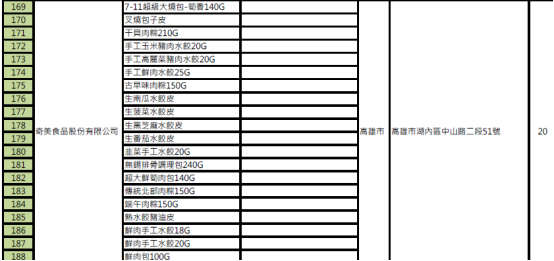 169 7-11超級大燒包-筍香140G
170 叉燒包子皮
171 干貝肉粽210G
172 手工玉米豬肉水餃20G
173 手工高麗菜豬肉水餃20G
174 手工鮮肉水餃25G
175 古早味肉粽150G
176 生南瓜水餃皮
177 生菠菜水餃皮
178 生黑芝麻水餃皮
奇美食品股份有限公司 高雄市 高雄市湖內區中山路二段51號 20
179 生番茄水餃皮
180 韭菜手工水餃20G
181 無錫排骨調理包240G
182 超大鮮筍肉包140G
183 傳統北部肉粽150G
184 端午肉粽150G
185 熟水餃豬油皮
186 鮮肉手工水餃18G
187 鮮肉手工水餃20G
188 鮮肉包100G